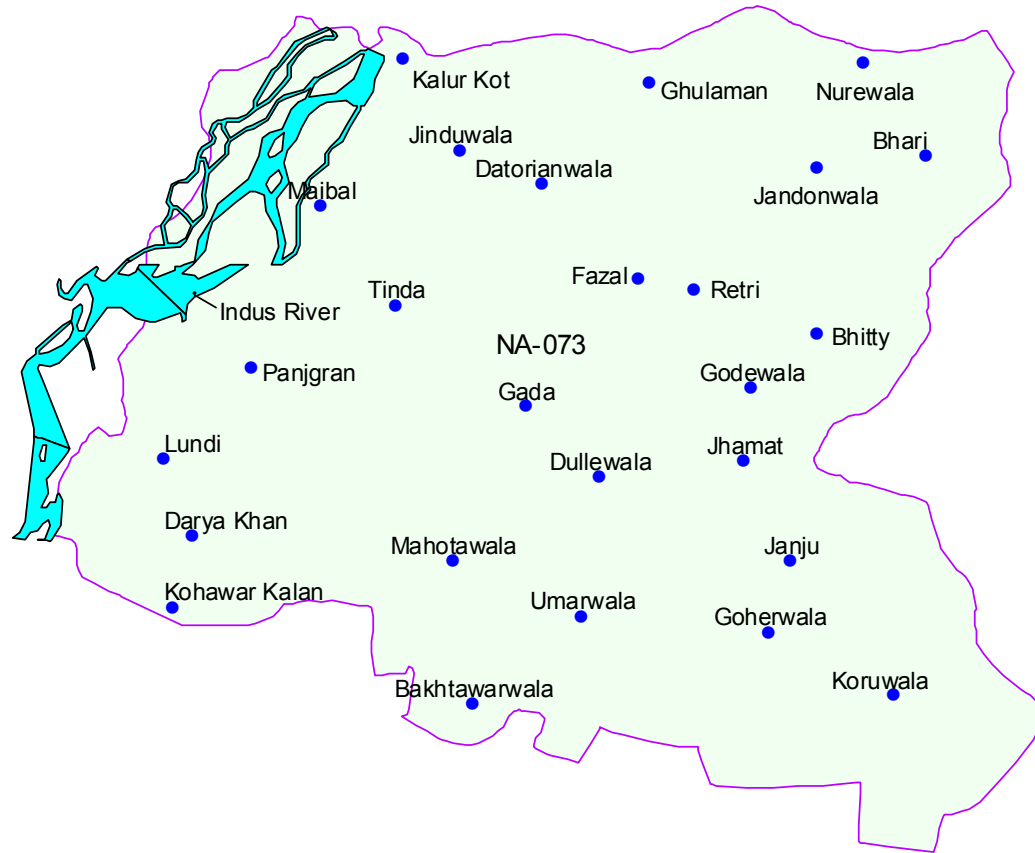 Kalur Kot
Ghulaman
Nurewala
Jinduwala
Bhari
Datorianwala
Jandonwala
Maibal
Fazal
Retri
Tinda
Indus River
Bhitty
NA-073
Panjgran
Godewala
Gada
Lundi
Dullewala
Jhamat
Darya Khan
Mahotawala
Janju
Kohawar Kalan
Umarwala
Goherwala
Bakhtawarwala
Koruwala